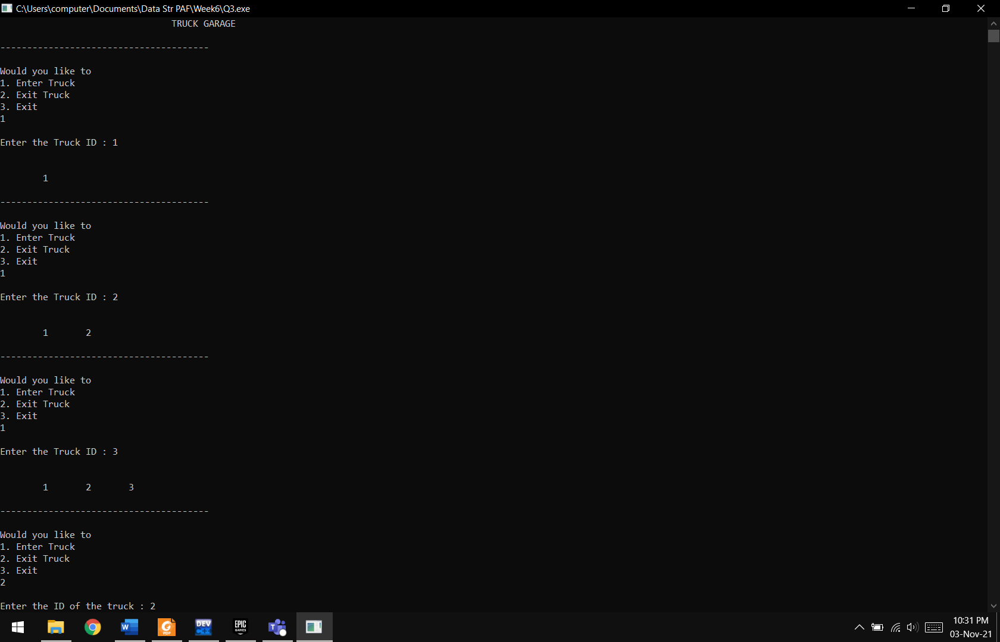 C:\Users\computer\Documents\Data Str PAF\Week6\Q3.exe
TRUCK GARAGE
---------------------------------------
Would you like to
1. Enter Truck
2. Exit Truck
3. Exit
1
Enter the Truck ID : 1
1
---------------------------------------
Would you like to
1. Enter Truck
2. Exit Truck
3. Exit
1
Enter the Truck ID : 2
1 2
---------------------------------------
Would you like to
1. Enter Truck
2. Exit Truck
3. Exit
1
Enter the Truck ID : 3
1 2 3
---------------------------------------
Would you like to
1. Enter Truck
2. Exit Truck
3. Exit
2
Enter the ID of the truck : 2
W PDF DEV C++ EPIC GAMES T
10:31 PM
03-Nov-21